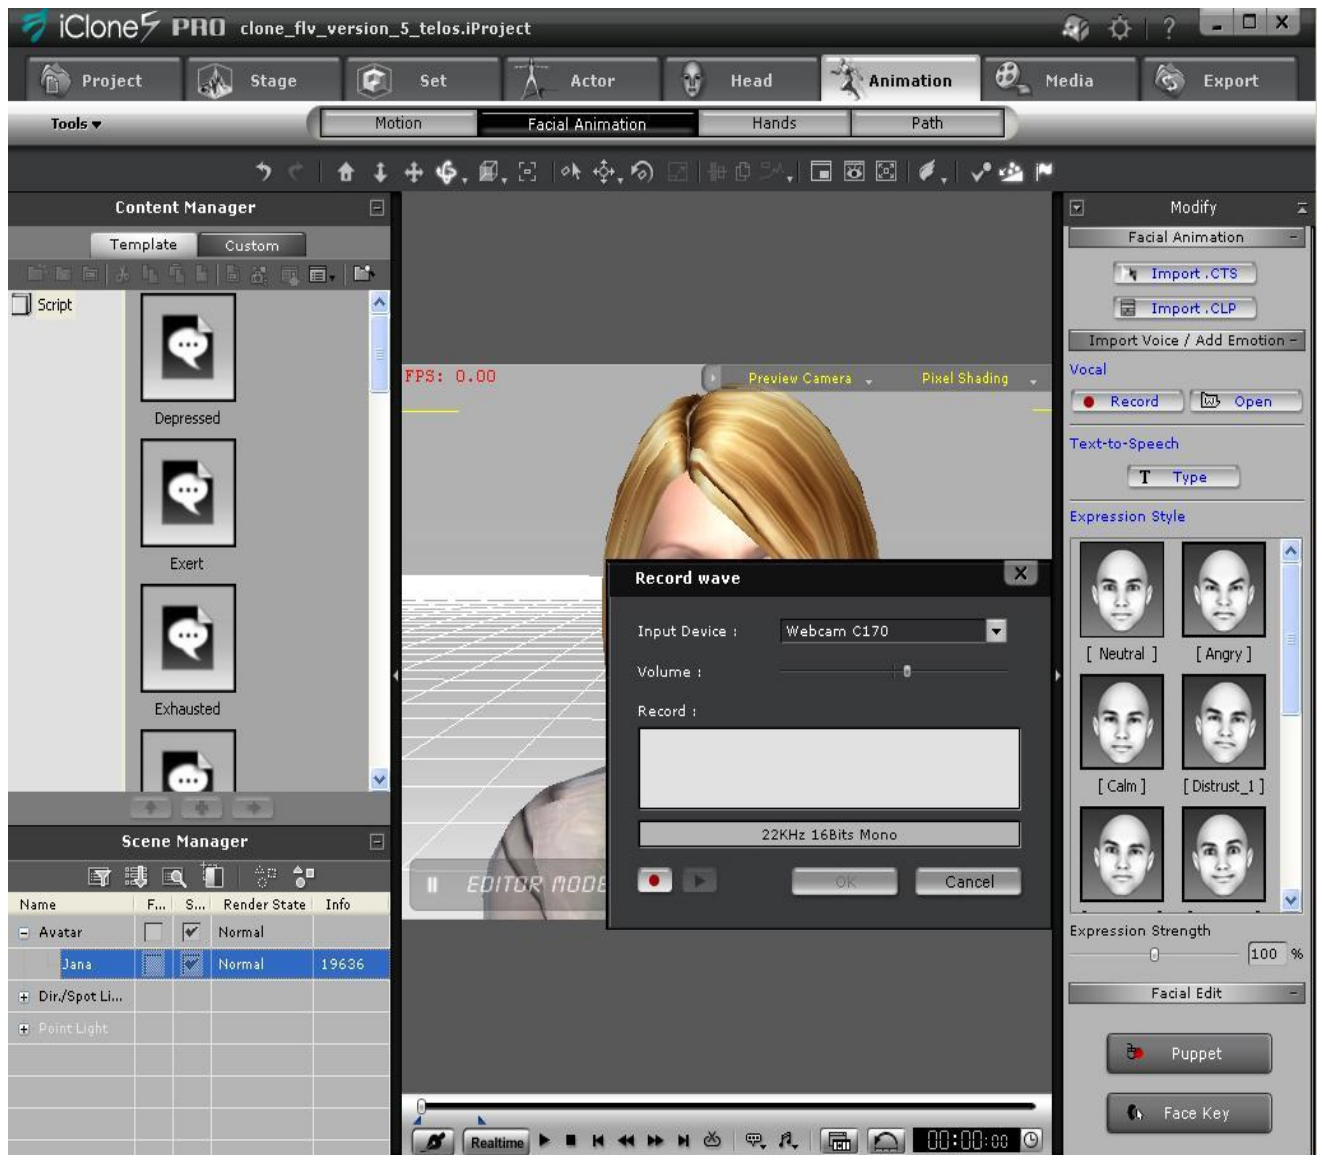 iClone5 PRO clone_flv_version_5_telos.iProject
Project Stage Set Actor Head Animation Media Export
Tools Motion Facial Animation Hands Path
Content Manager
Template Custom
Script
Depressed
Exert
Exhausted
Scene Manager
Name F... S... Render State Info
Avatar Normal
Jana Normal 19636
Dir./Spot Li...
Point Light
FPS: 0.00 Preview Camera Pixel Shading
EDITOR MODE
Record wave X
Input Device : Webcam C170
Volume :
Record :
22KHz 16Bits Mono
OK Cancel
Realtime 00:00:00
Modify
Facial Animation
Import .CTS
Import .CLP
Import Voice / Add Emotion
Vocal
Record Open
Text-to-Speech
T Type
Expression Style
[ Neutral ] [ Angry ]
[ Calm ] [ Distrust_1 ]
Expression Strength
100 %
Facial Edit
Puppet
Face Key